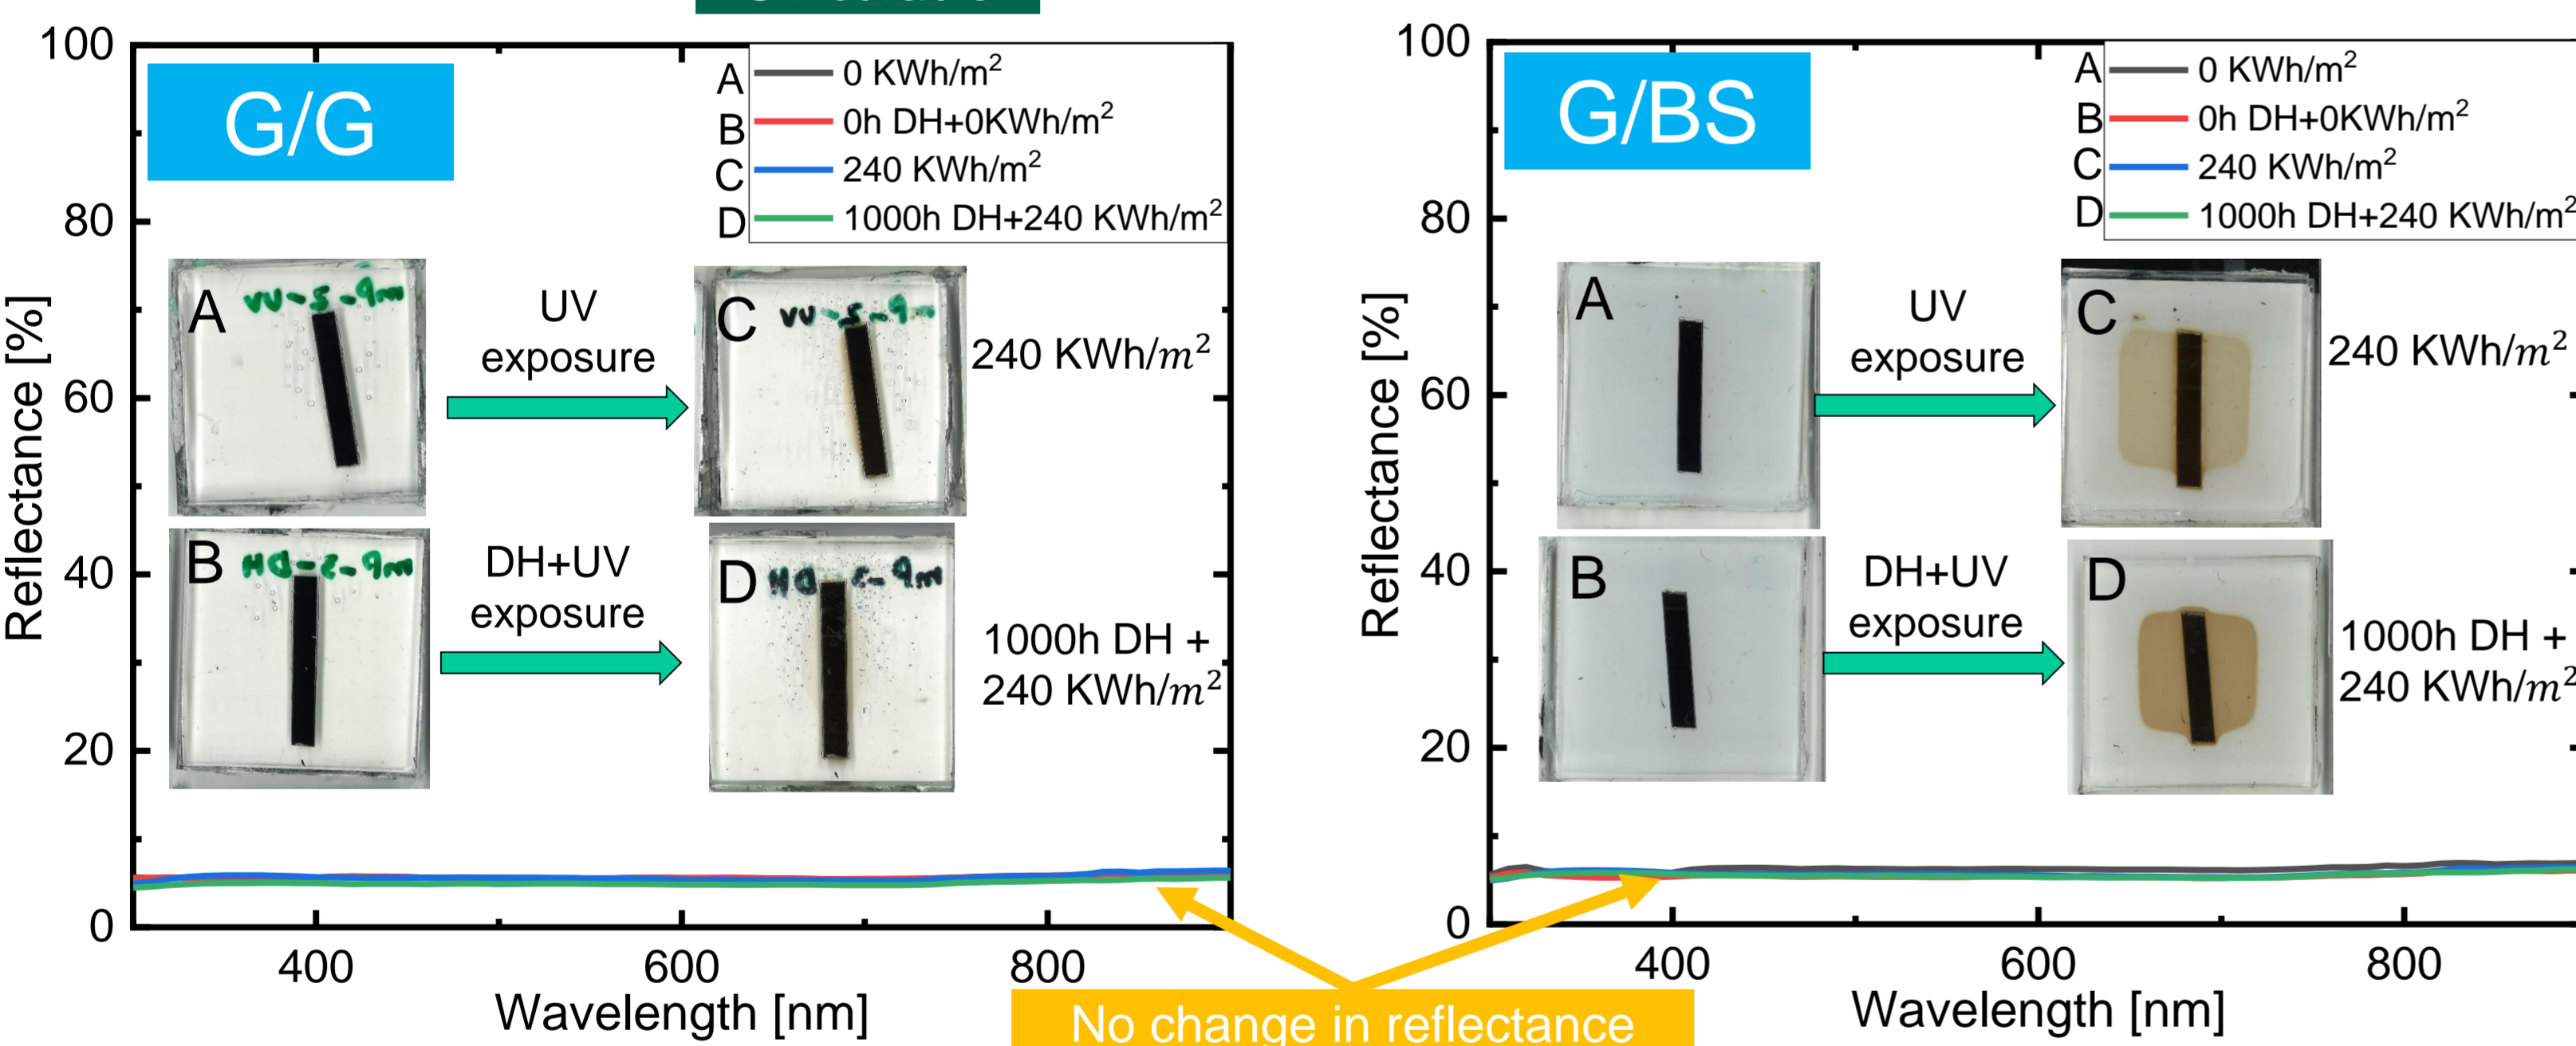 100
80
60
40
20
0
Reflectance [%]
G/G
A 0 KWh/m²
B 0h DH+0KWh/m²
C 240 KWh/m²
D 1000h DH+240 KWh/m²
A
UV
exposure
C
240 KWh/m²
B
DH+UV
exposure
D
1000h DH +
240 KWh/m²
400 600 800
Wavelength [nm]
100
80
60
40
20
0
Reflectance [%]
G/BS
A 0 KWh/m²
B 0h DH+0KWh/m²
C 240 KWh/m²
D 1000h DH+240 KWh/m²
A
UV
exposure
C
240 KWh/m²
B
DH+UV
exposure
D
1000h DH +
240 KWh/m²
400 600 800
Wavelength [nm]
No change in reflectance